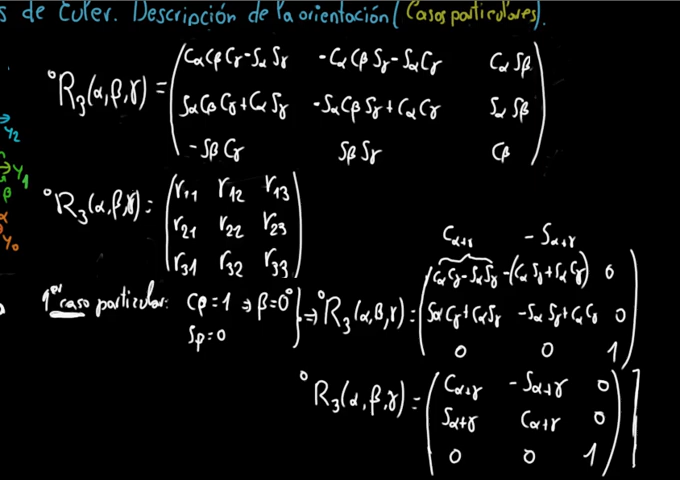 s de Euler. Descripción de la orientación (Casos particulares).
⁰R₃(α,β,γ) = ( CαCβCγ-SαSγ   -CαCβSγ-SαCγ   CαSβ
SαCβCγ+CαSγ   -SαCβSγ+CαCγ   SαSβ
-SβCγ   SβSγ   Cβ )
y₂
y₁
β
α
y₀
⁰R₃(α,β,γ) = ( r₁₁ r₁₂ r₁₃
r₂₁ r₂₂ r₂₃
r₃₁ r₃₂ r₃₃ )
1er caso particular: Cβ=1 → β=0°
Sβ=0 } ⇒ ⁰R₃(α,β,γ) = ( CαCγ-SαSγ   -(CαSγ+SαCγ)   0
Cα+γ   -Sα+γ
SαCγ+CαSγ   -SαSγ+CαCγ   0
0   0   1 )
⁰R₃(α,β,γ) = ( Cα+γ   -Sα+γ   0
Sα+γ   Cα+γ   0
0   0   1 ) ]